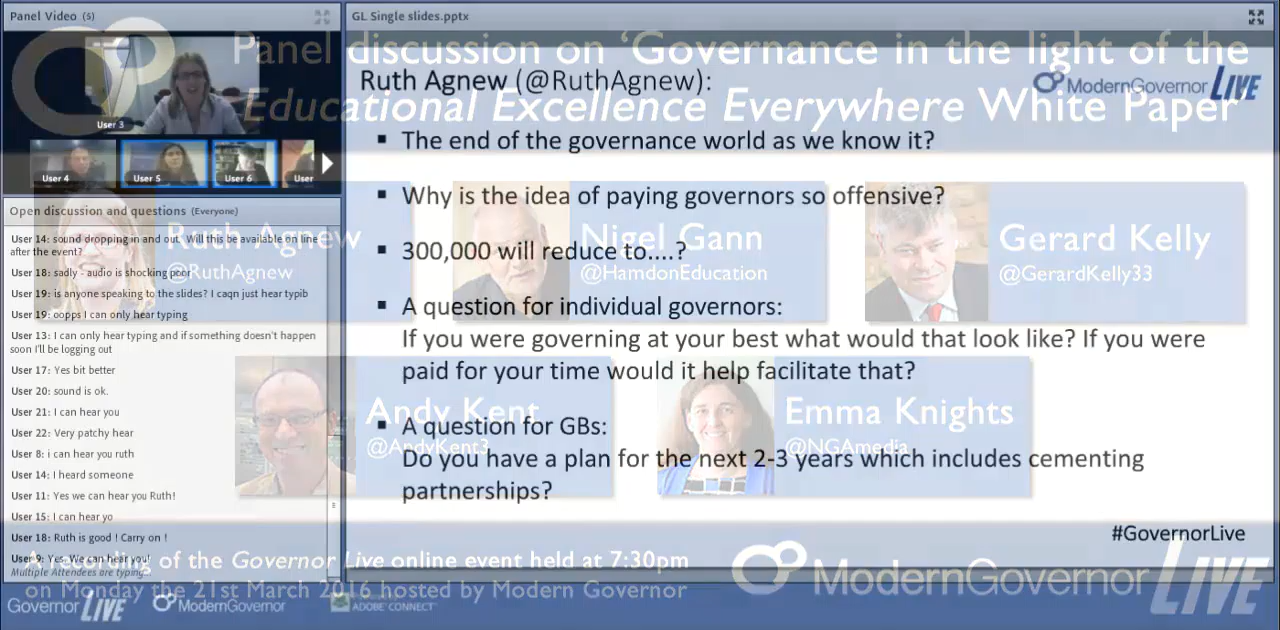 Panel Video (5)
GL Single slides.pptx
Panel discussion on ‘Governance in the light of the
Educational Excellence Everywhere White Paper
User 3
User 4
User 5
User 6
User
Open discussion and questions (Everyone)
User 14: sound dropping in and out. Will this be available on line
after the event?
User 18: sadly - audio is shocking poor
User 19: is anyone speaking to the slides? I caqn just hear typib
User 19: oopps I can only hear typing
User 13: I can only hear typing and if something doesn't happen
soon I'll be logging out
User 17: Yes bit better
User 20: sound is ok.
User 21: I can hear you
User 22: Very patchy hear
User 8: i can hear you ruth
User 14: I heard someone
User 11: Yes we can hear you Ruth!
User 15: I can hear yo
User 18: Ruth is good ! Carry on !
User 9: Yes. We can hear you!
Multiple Attendees are typing...
Ruth Agnew (@RuthAgnew):
ModernGovernor LIVE
▪ The end of the governance world as we know it?
▪ Why is the idea of paying governors so offensive?
▪ 300,000 will reduce to....?
▪ A question for individual governors:
If you were governing at your best what would that look like? If you were
paid for your time would it help facilitate that?
▪ A question for GBs:
Do you have a plan for the next 2-3 years which includes cementing
partnerships?
#GovernorLive
Ruth Agnew
@RuthAgnew
Nigel Gann
@HamdonEducation
Gerard Kelly
@GerardKelly33
Andy Kent
@AndyKent3
Emma Knights
@NGAmedia
A recording of the Governor Live online event held at 7:30pm
on Monday the 21st March 2016 hosted by Modern Governor
ModernGovernor LIVE
Governor LIVE
ModernGovernor
ADOBE CONNECT